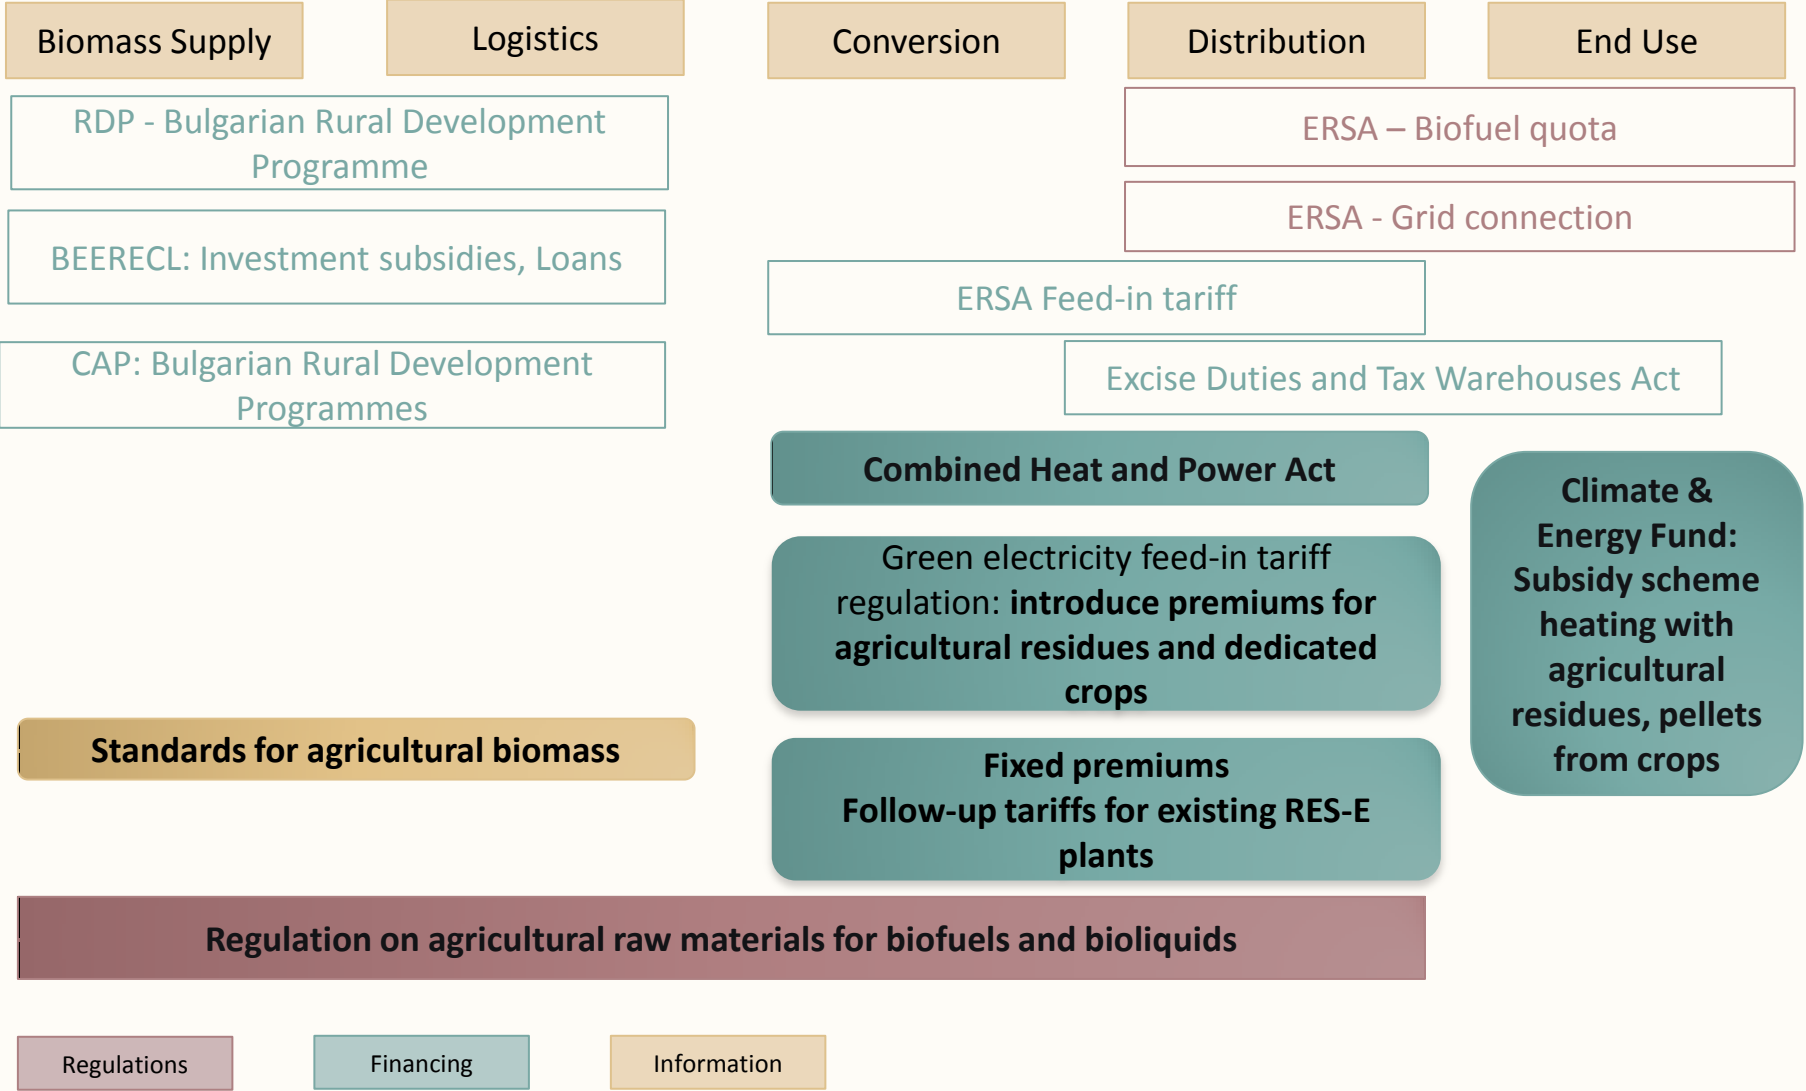 Biomass Supply
Logistics
Conversion
Distribution
End Use
RDP - Bulgarian Rural Development
Programme
BEERECL: Investment subsidies, Loans
CAP: Bulgarian Rural Development
Programmes
ERSA – Biofuel quota
ERSA - Grid connection
ERSA Feed-in tariff
Excise Duties and Tax Warehouses Act
Combined Heat and Power Act
Green electricity feed-in tariff
regulation: introduce premiums for
agricultural residues and dedicated
crops
Climate &
Energy Fund:
Subsidy scheme
heating with
agricultural
residues, pellets
from crops
Standards for agricultural biomass
Fixed premiums
Follow-up tariffs for existing RES-E
plants
Regulation on agricultural raw materials for biofuels and bioliquids
Regulations
Financing
Information